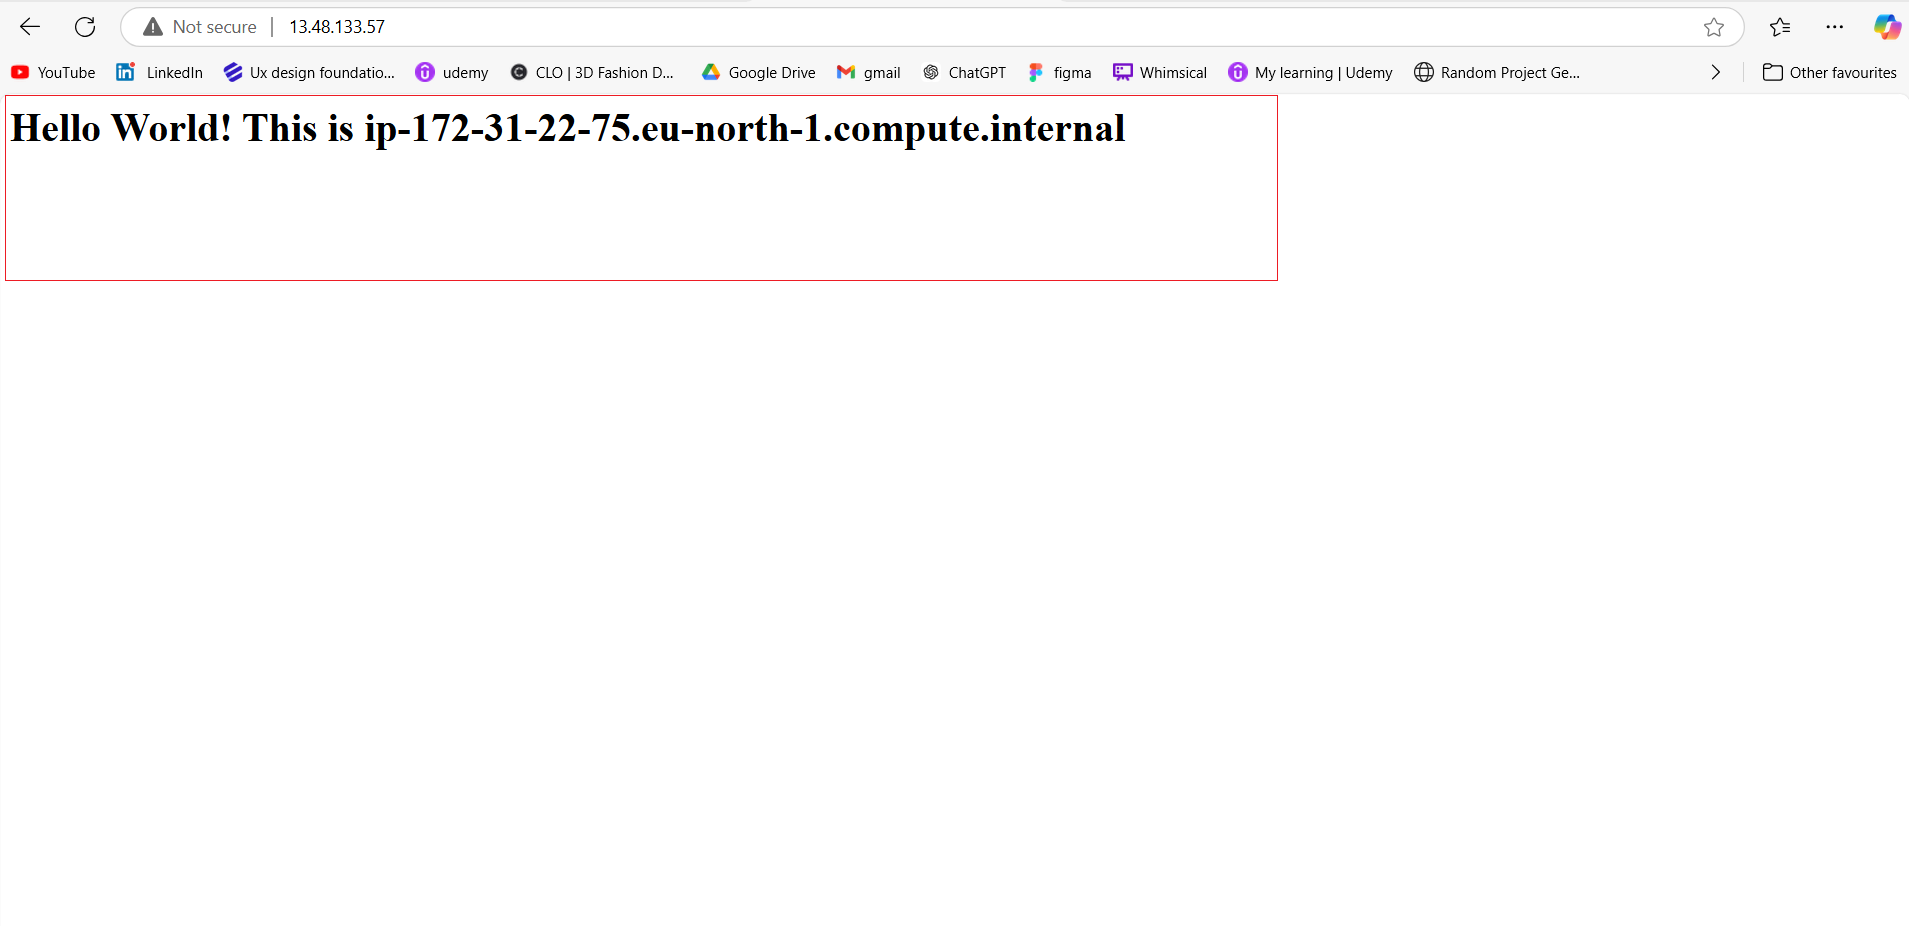 Not secure | 13.48.133.57
YouTube LinkedIn Ux design foundatio... udemy CLO | 3D Fashion D... Google Drive gmail ChatGPT figma Whimsical My learning | Udemy Random Project Ge... Other favourites
Hello World! This is ip-172-31-22-75.eu-north-1.compute.internal